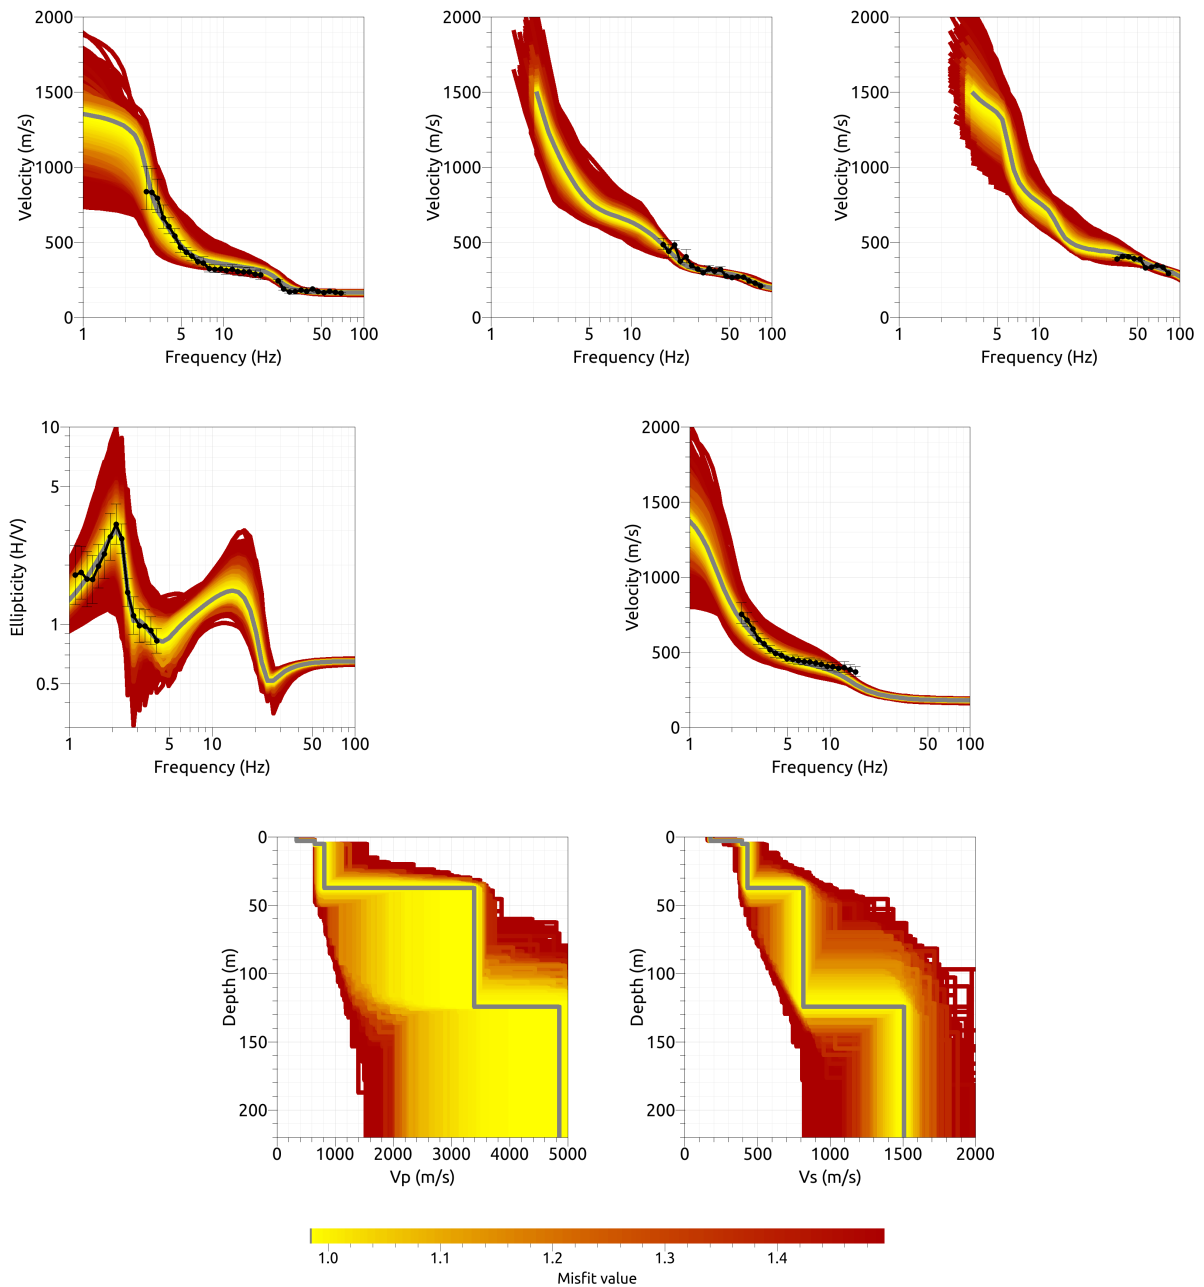 2000
1500
1000
500
0
Velocity (m/s)
1 5 10 50 100
Frequency (Hz)
2000
1500
1000
500
0
Velocity (m/s)
1 5 10 50 100
Frequency (Hz)
2000
1500
1000
500
0
Velocity (m/s)
1 5 10 50 100
Frequency (Hz)
10
5
1
0.5
Ellipticity (H/V)
1 5 10 50 100
Frequency (Hz)
2000
1500
1000
500
0
Velocity (m/s)
1 5 10 50 100
Frequency (Hz)
0
50
100
150
200
Depth (m)
0 1000 2000 3000 4000 5000
Vp (m/s)
0
50
100
150
200
Depth (m)
0 500 1000 1500 2000
Vs (m/s)
1.0 1.1 1.2 1.3 1.4
Misfit value